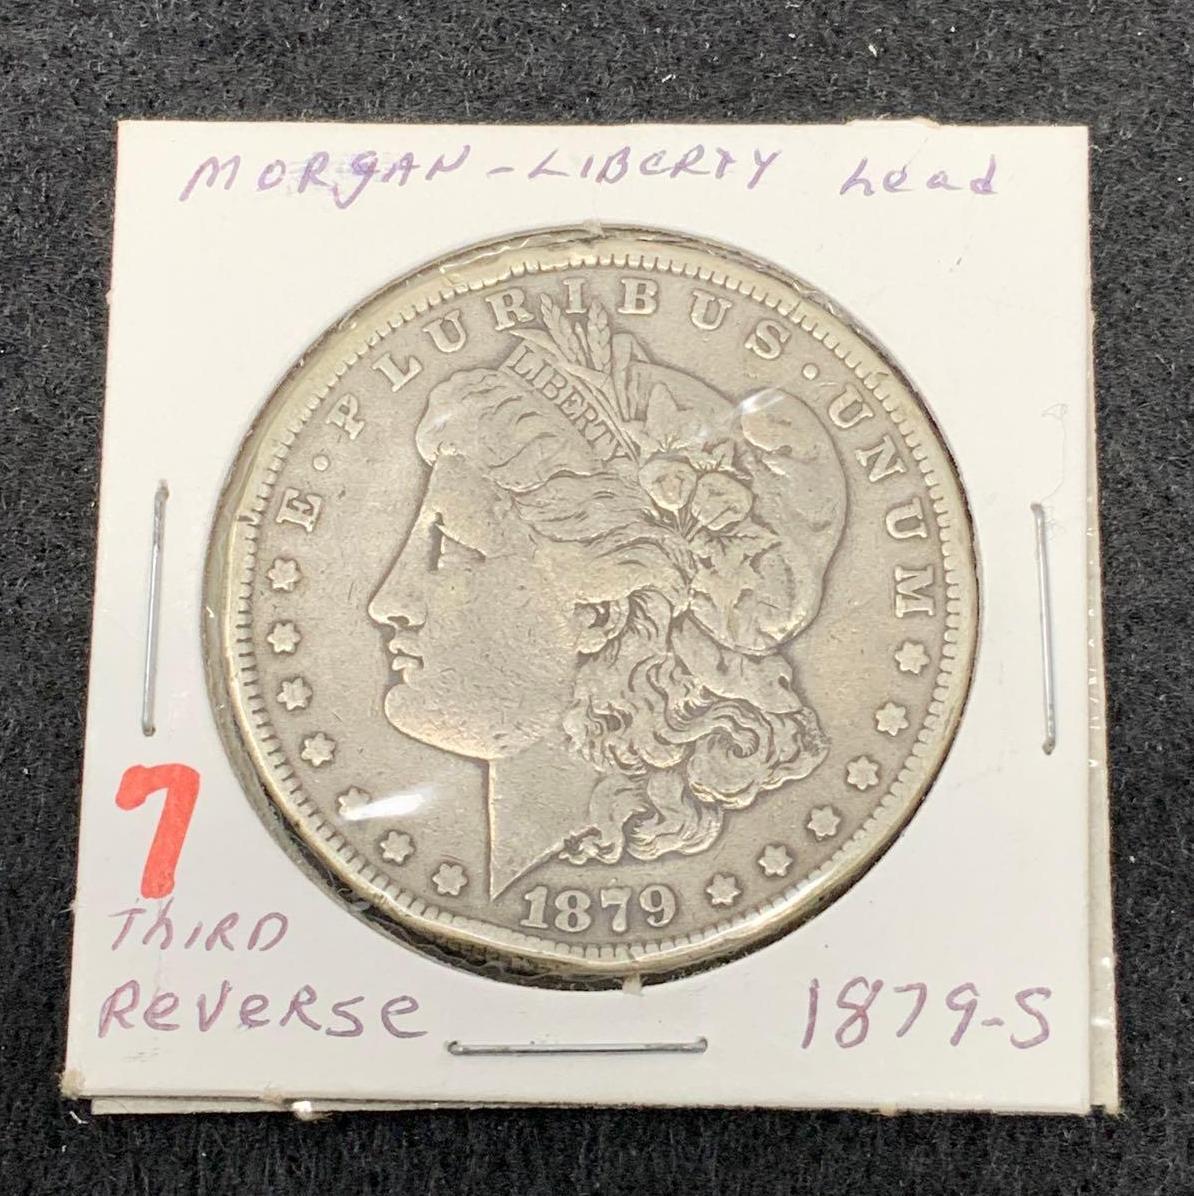 MORgAN - LIBERTY head
E · PLURIBUS · UNUM
LIBERTY
1879
7
ThIRD
ReVeRSe
1879-S